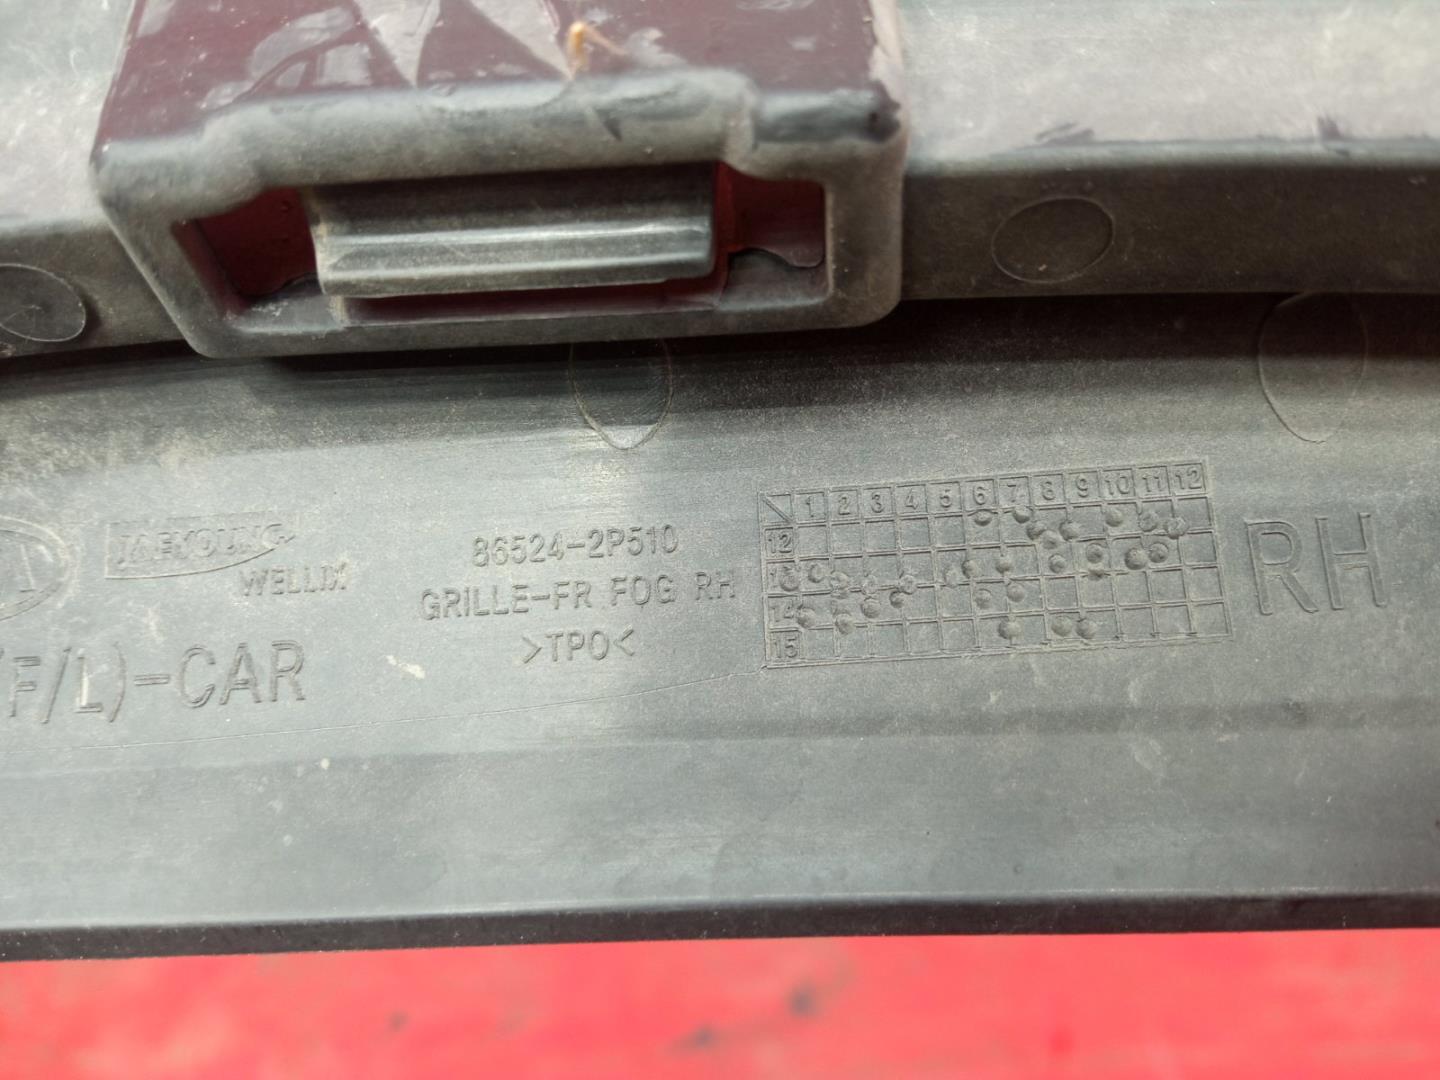 JAEYOUNG
WELLIX
(F/L)-CAR
86524-2P510
GRILLE-FR FOG RH
>TPO<
1 2 3 4 5 6 7 8 9 10 11 12
12
13
14
15
RH